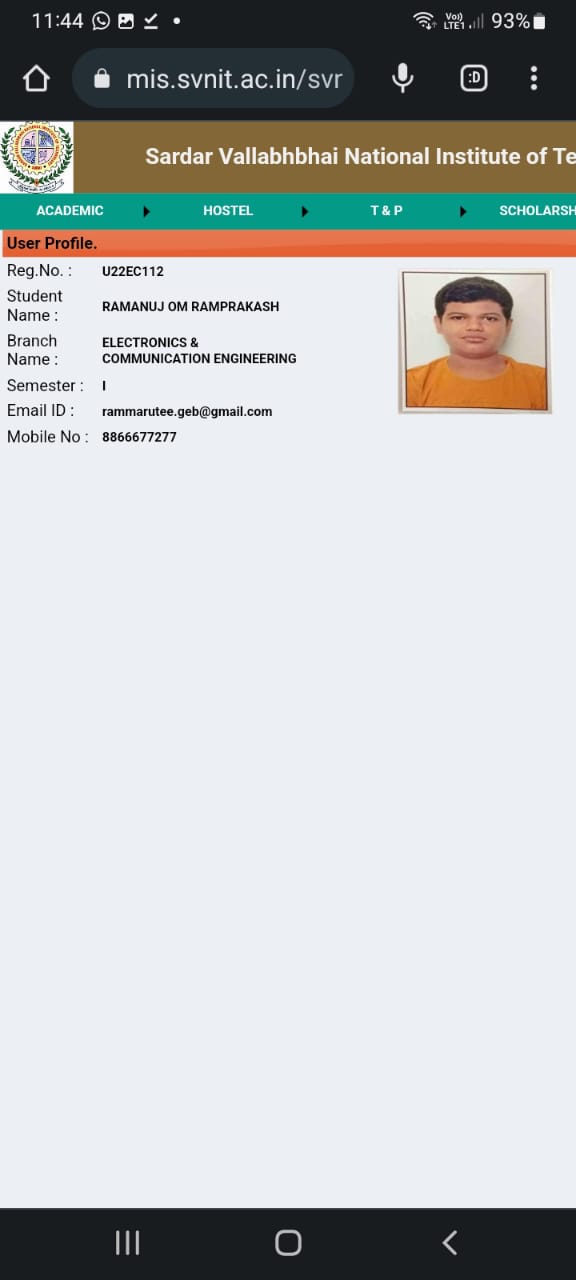 11:44
Vo)) LTE1 93%
mis.svnit.ac.in/svr
:D
Sardar Vallabhbhai National Institute of Te
ACADEMIC HOSTEL T & P SCHOLARSH
User Profile.
Reg.No. : U22EC112
Student
Name : RAMANUJ OM RAMPRAKASH
Branch
Name : ELECTRONICS &
COMMUNICATION ENGINEERING
Semester : I
Email ID : rammarutee.geb@gmail.com
Mobile No : 8866677277